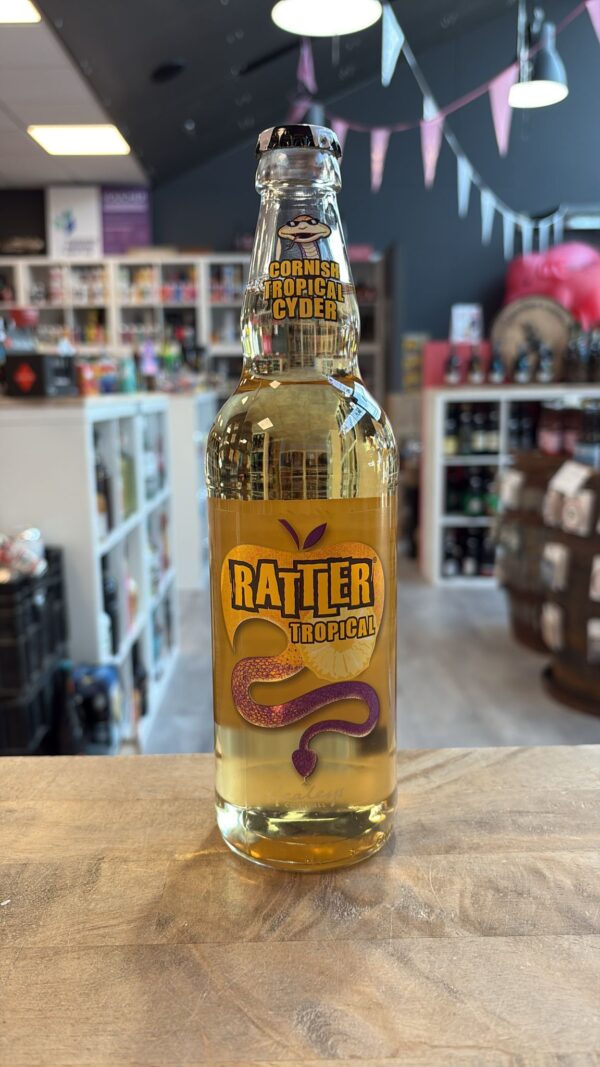 CORNISH
TROPICAL
CYDER
RATTLER
TROPICAL